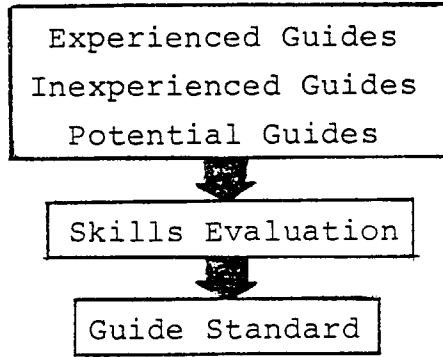 Experienced Guides
Inexperienced Guides
Potential Guides
Skills Evaluation
Guide Standard